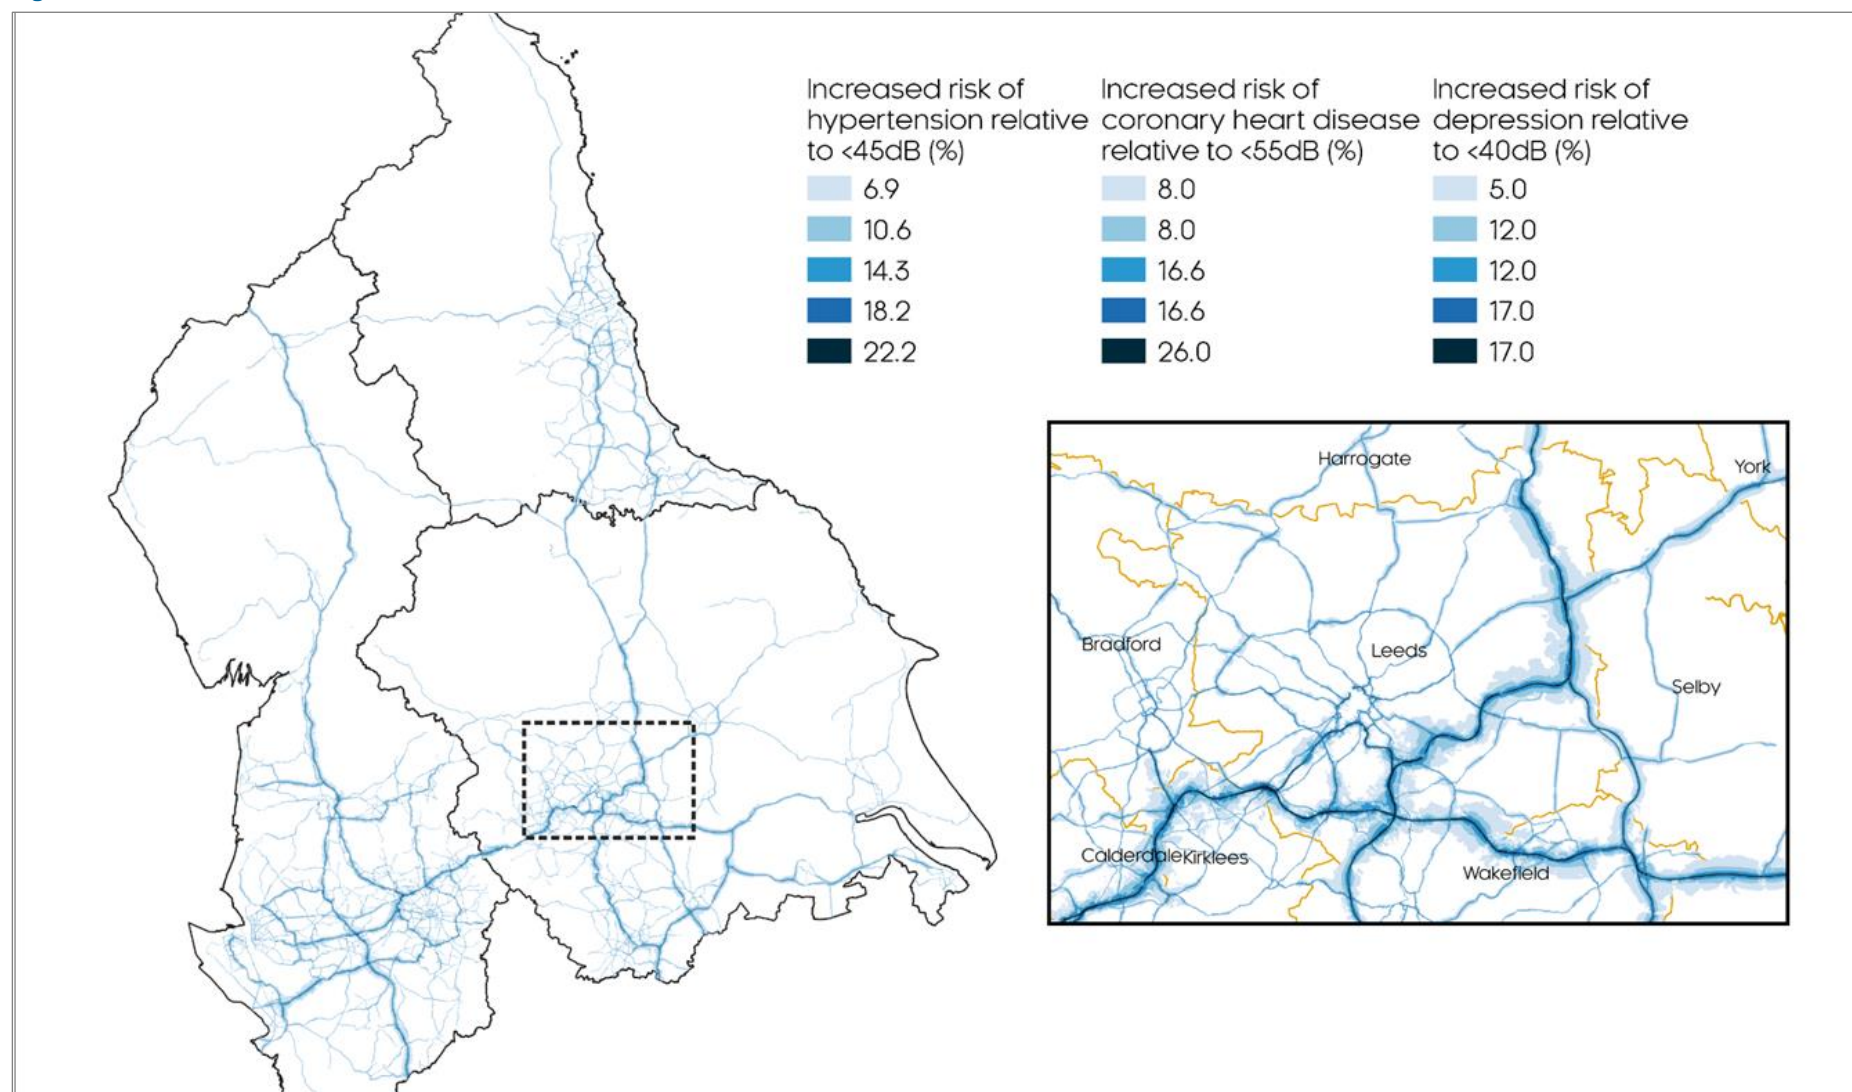 Increased risk of
hypertension relative
to <45dB (%)
6.9
10.6
14.3
18.2
22.2
Increased risk of
coronary heart disease
relative to <55dB (%)
8.0
8.0
16.6
16.6
26.0
Increased risk of
depression relative
to <40dB (%)
5.0
12.0
12.0
17.0
17.0
Harrogate
York
Bradford
Leeds
Selby
Calderdale
Kirklees
Wakefield